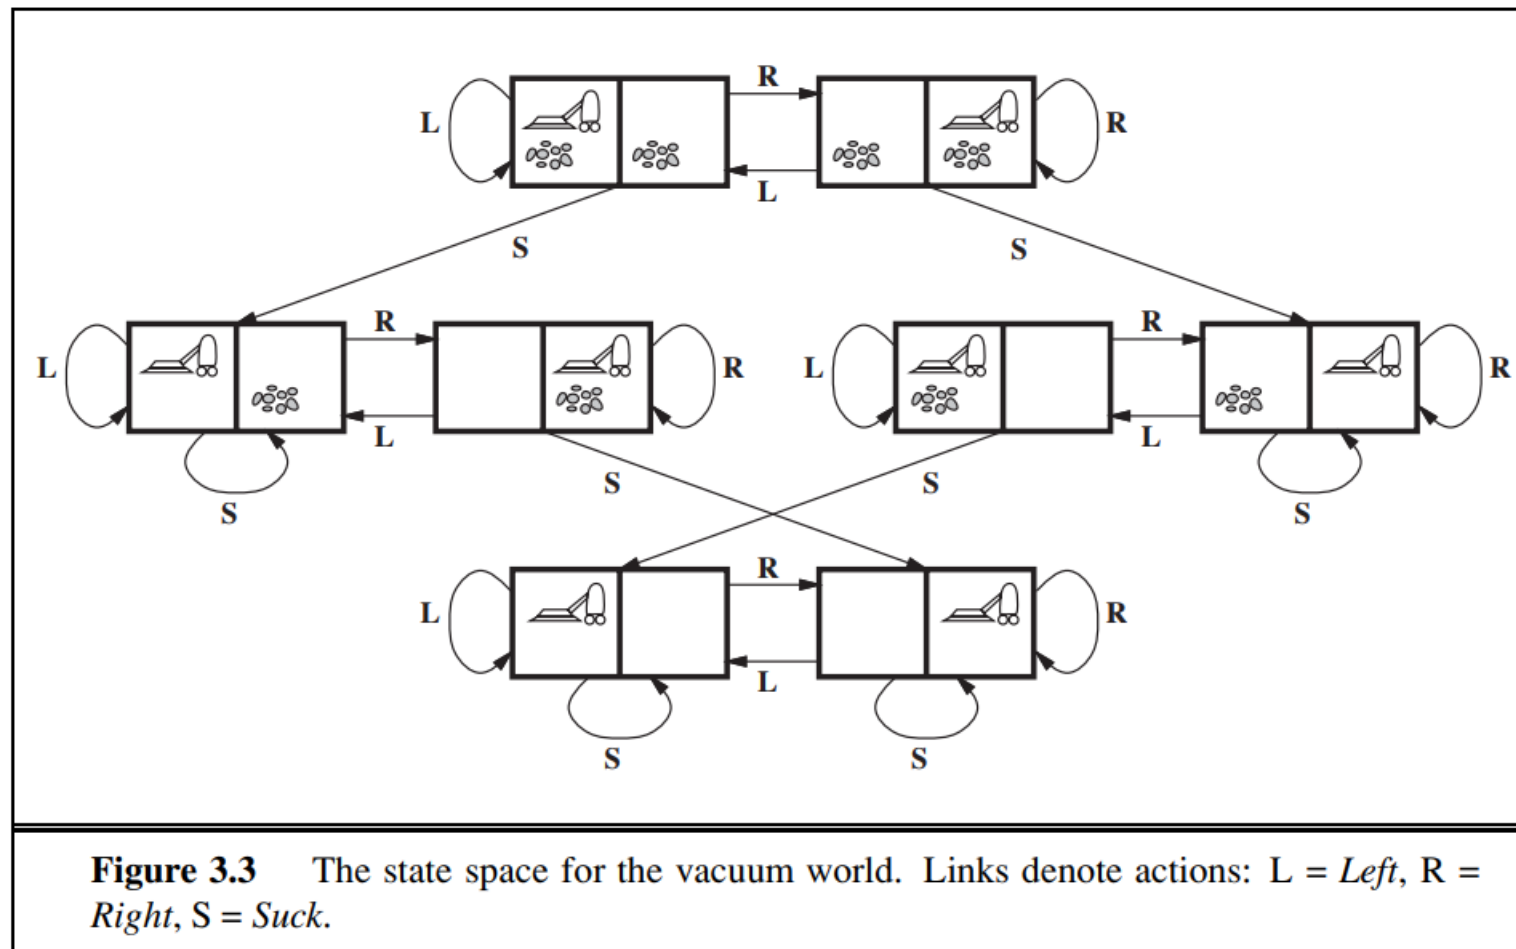 R
L
R
L
S
S
R
R
L
R
L
R
L
L
S
S
S
S
R
L
R
L
S
S
Figure 3.3 The state space for the vacuum world. Links denote actions: L = Left, R =
Right, S = Suck.